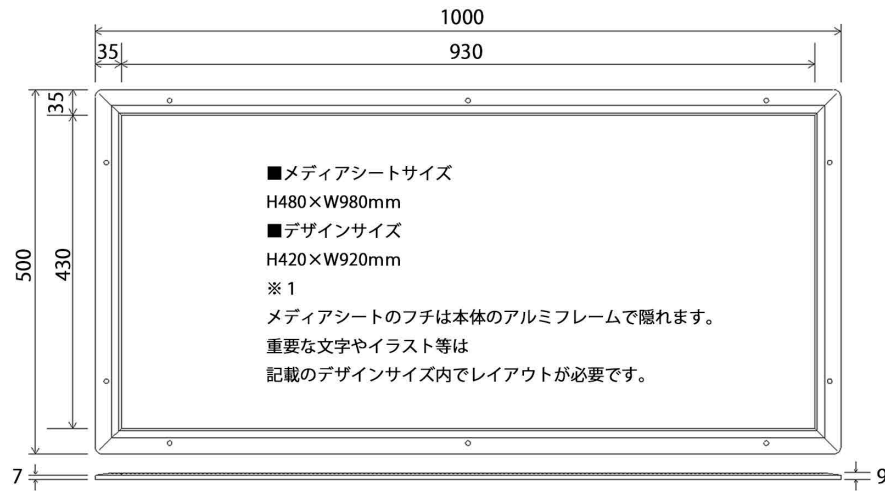 1000
35
930
35
500
430
■メディアシートサイズ
H480×W980mm
■デザインサイズ
H420×W920mm
※1
メディアシートのフチは本体のアルミフレームで隠れます。
重要な文字やイラスト等は
記載のデザインサイズ内でレイアウトが必要です。
7
9